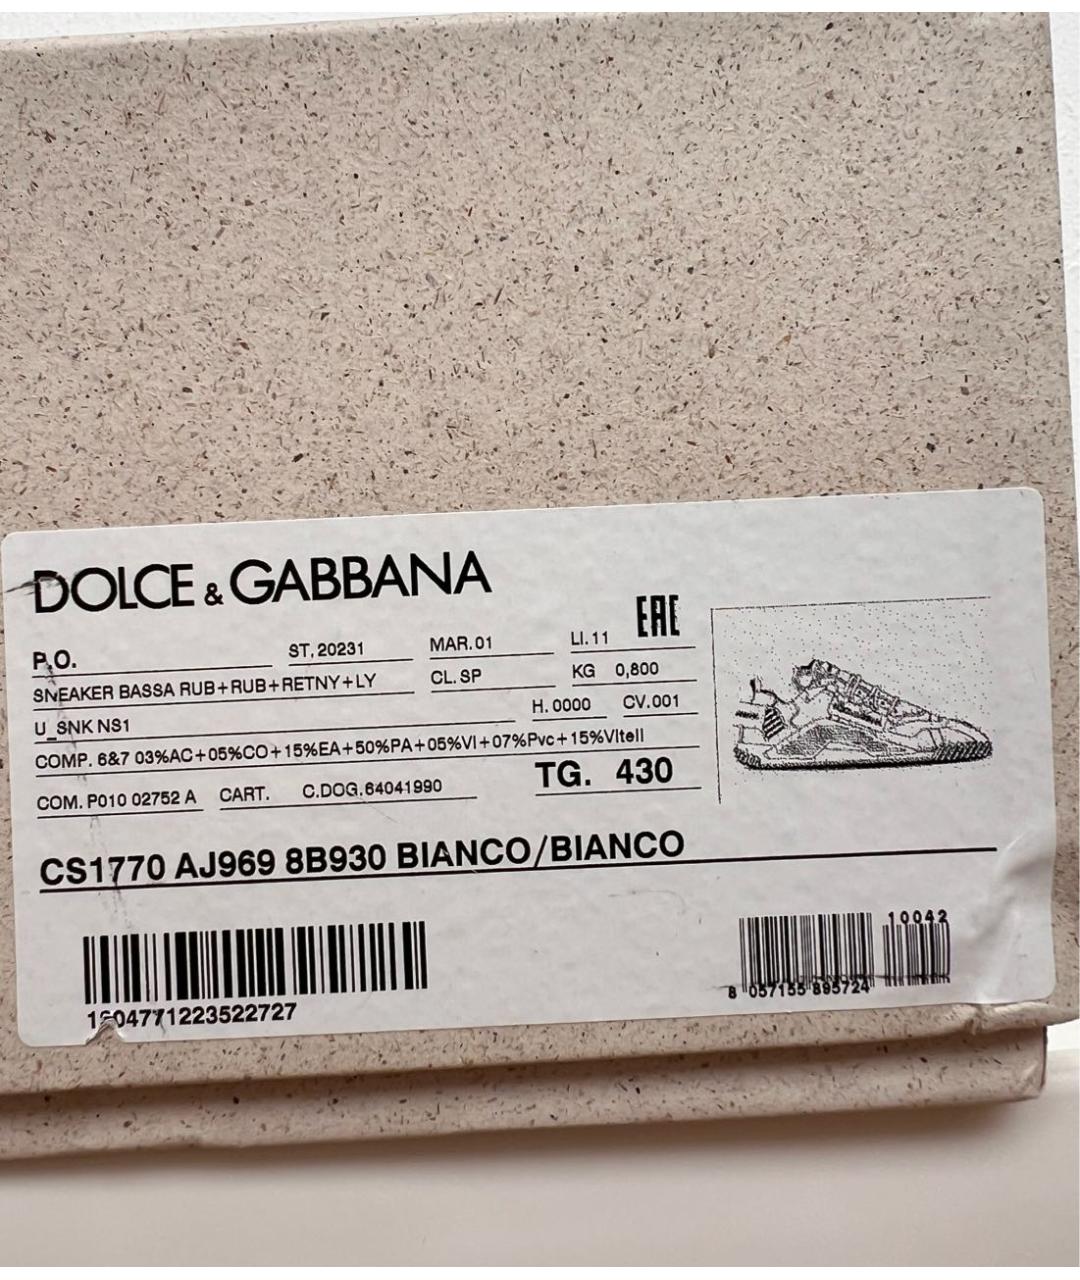 DOLCE & GABBANA
EAC
P.O. ST, 20231 MAR. 01 LI. 11
SNEAKER BASSA RUB+RUB+RETNY+LY CL. SP KG 0,800
U_SNK NS1 H. 0000 CV. 001
COMP. 6&7 03%AC+05%CO+15%EA+50%PA+05%VI+07%Pvc+15%Vitell
COM. P010 02752 A CART. C.DOG. 64041990 TG. 430
CS1770 AJ969 8B930 BIANCO/BIANCO
10042
8 057155 895724